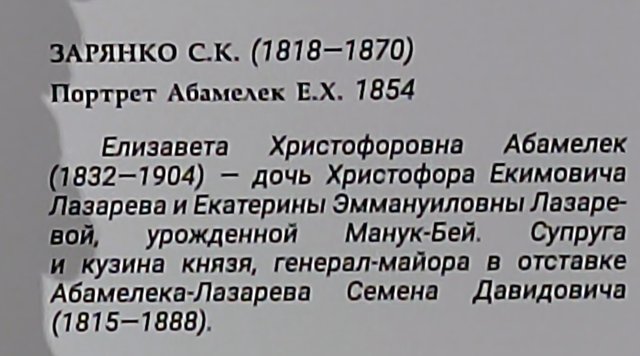 ЗАРЯНКО С.К. (1818–1870)
Портрет Абамелек Е.Х. 1854
Елизавета Христофоровна Абамелек
(1832–1904) – дочь Христофора Екимовича
Лазарева и Екатерины Эммануиловны Лазаре-
вой, урожденной Манук-Бей. Супруга
и кузина князя, генерал-майора в отставке
Абамелека-Лазарева Семена Давидовича
(1815–1888).